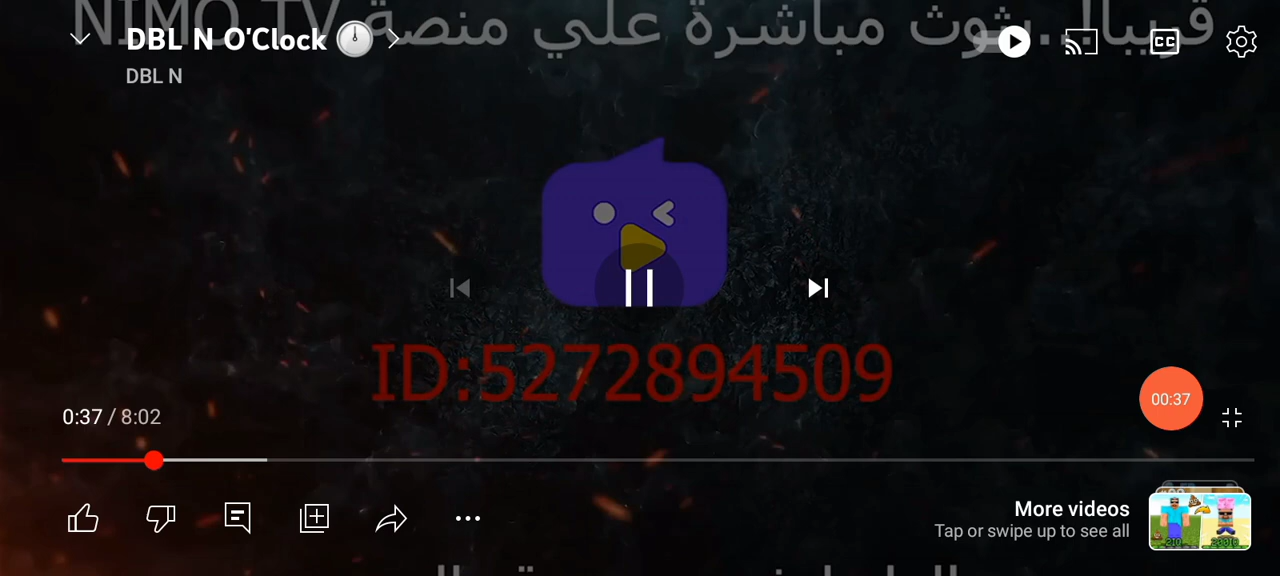 قريبا!..بثوث مباشرة علي منصة NIMO TV
DBL N O'Clock
DBL N
CC
ID:5272894509
0:37 / 8:02
00:37
More videos
Tap or swipe up to see all